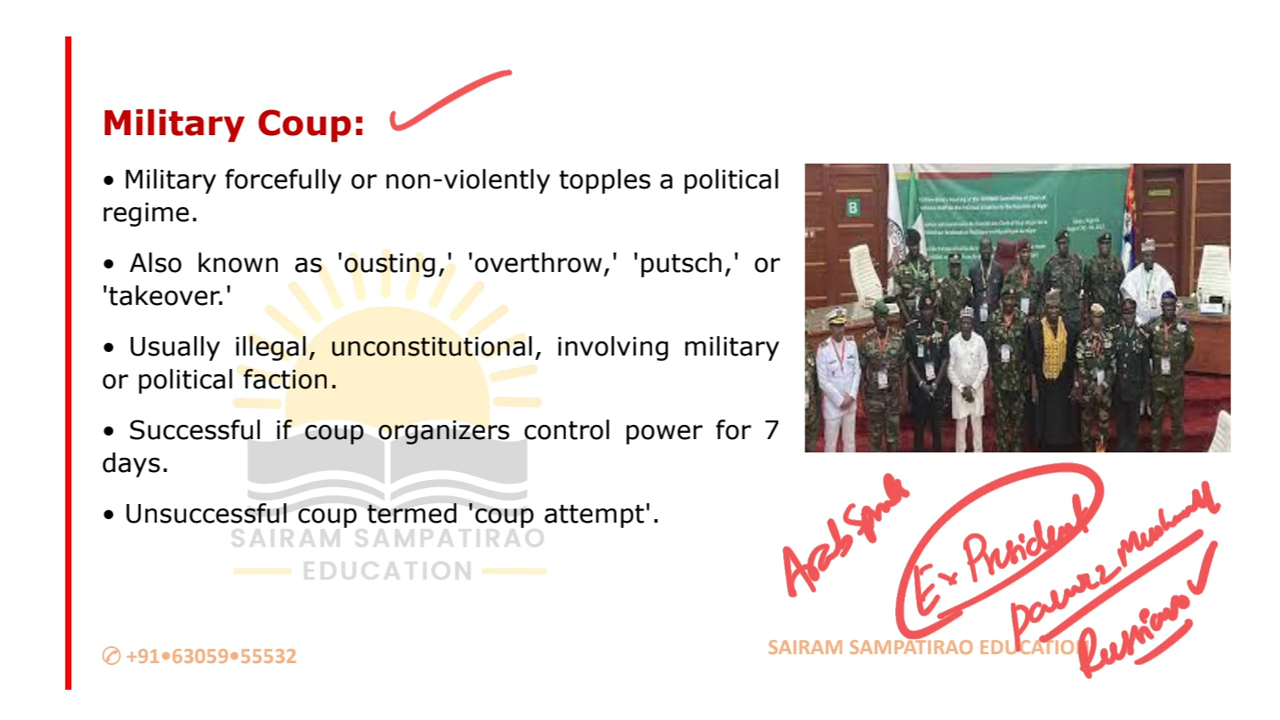 Military Coup:
• Military forcefully or non-violently topples a political
regime.
• Also known as 'ousting,' 'overthrow,' 'putsch,' or
'takeover.'
• Usually illegal, unconstitutional, involving military
or political faction.
• Successful if coup organizers control power for 7
days.
• Unsuccessful coup termed 'coup attempt'.
SAIRAM SAMPATIRAO
EDUCATION
B
Arab
Ex President
✆ +91•63059•55532
SAIRAM SAMPATIRAO EDUCATION